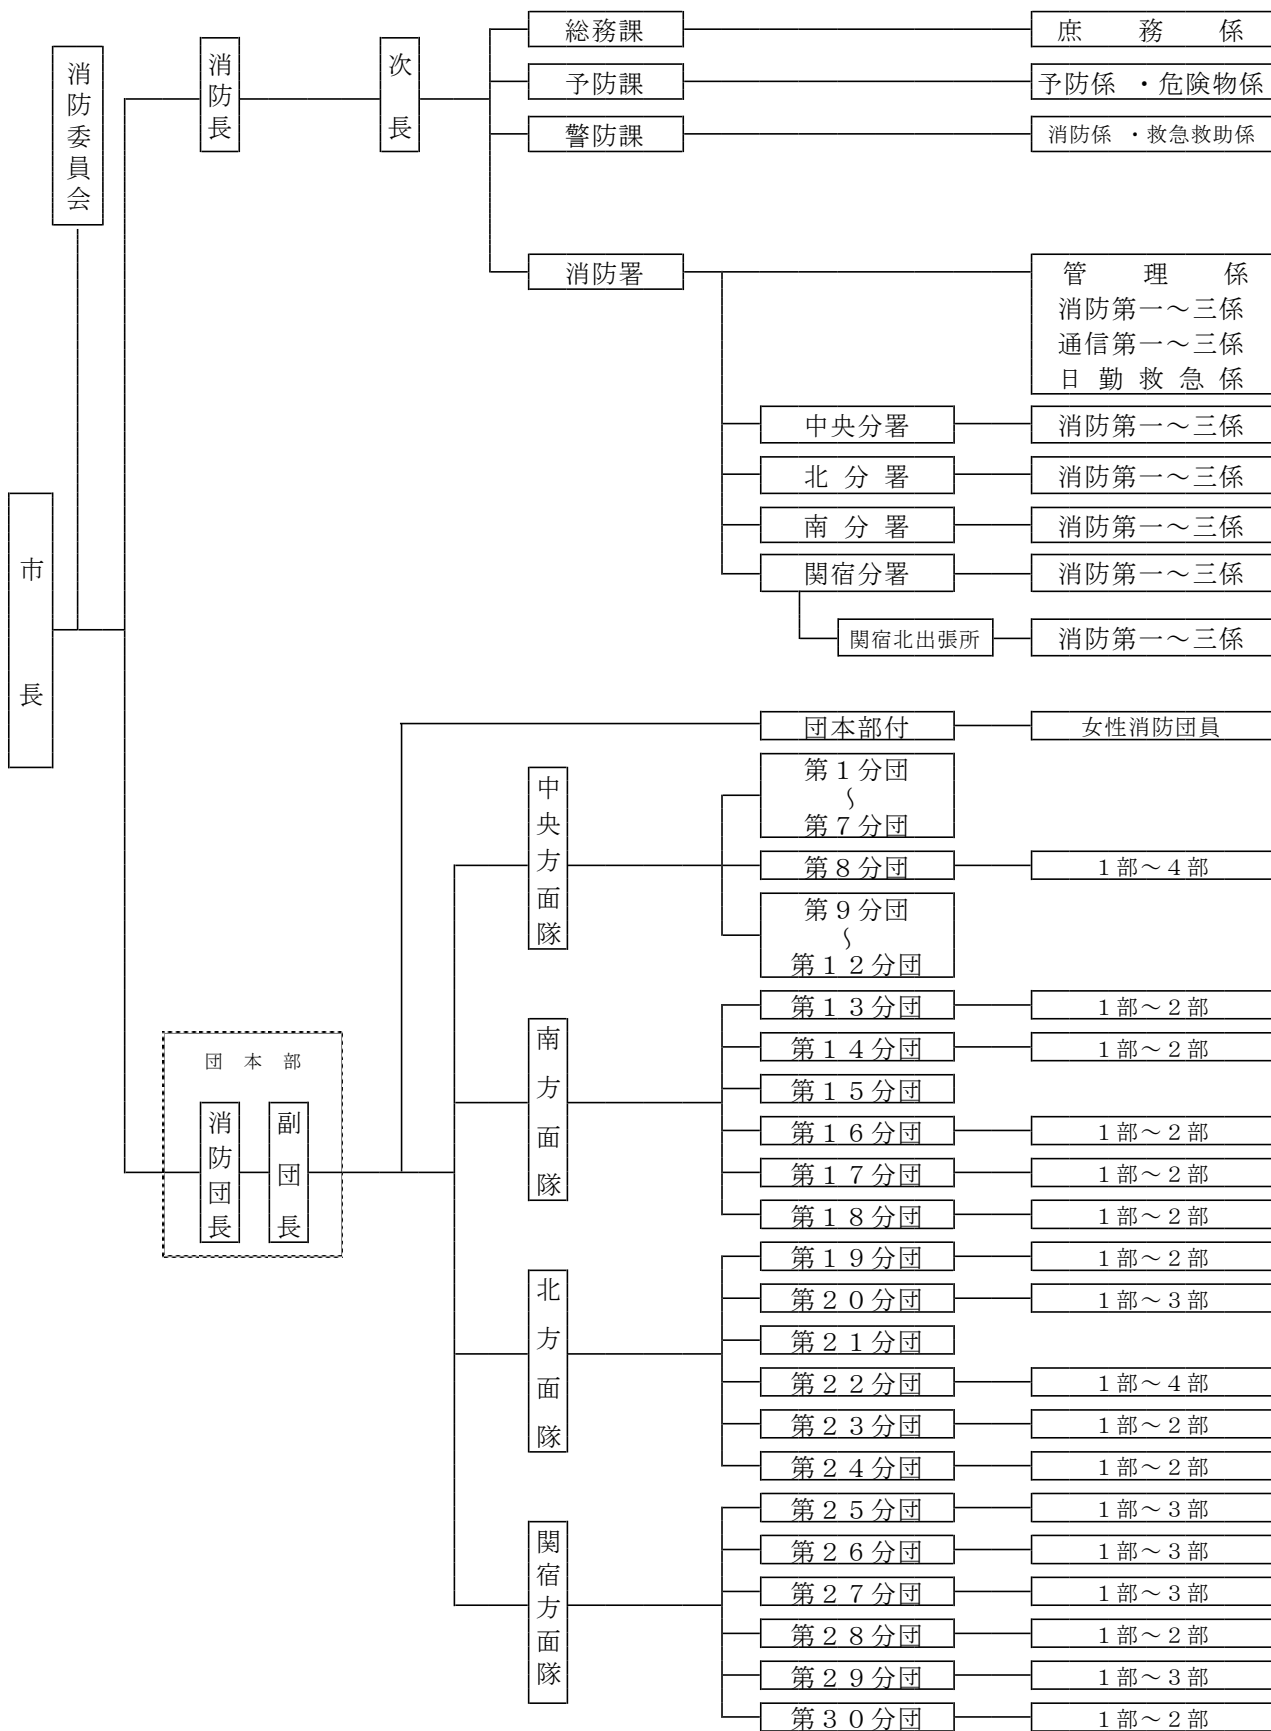 消防委員会
消防長
次長
総務課
庶務係
予防課
予防係・危険物係
警防課
消防係・救急救助係
消防署
管理係
消防第一～三係
通信第一～三係
日勤救急係
中央分署
消防第一～三係
北分署
消防第一～三係
南分署
消防第一～三係
関宿分署
消防第一～三係
関宿北出張所
消防第一～三係
市長
団本部付
女性消防団員
中央方面隊
第１分団
～
第７分団
第８分団
１部～４部
第９分団
～
第１２分団
団本部
消防団長
副団長
南方面隊
第１３分団
１部～２部
第１４分団
１部～２部
第１５分団
第１６分団
１部～２部
第１７分団
１部～２部
第１８分団
１部～２部
北方面隊
第１９分団
１部～２部
第２０分団
１部～３部
第２１分団
第２２分団
１部～４部
第２３分団
１部～２部
第２４分団
１部～２部
関宿方面隊
第２５分団
１部～３部
第２６分団
１部～３部
第２７分団
１部～３部
第２８分団
１部～２部
第２９分団
１部～３部
第３０分団
１部～２部